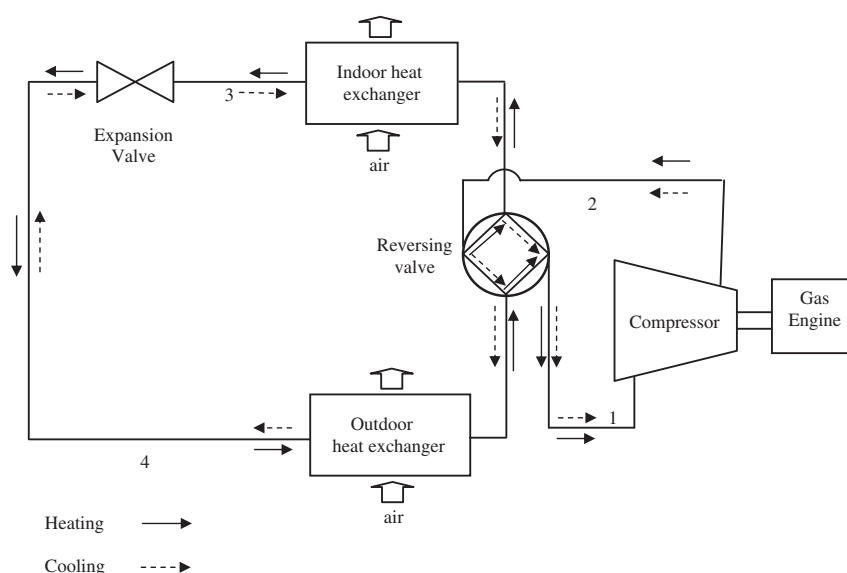 Indoor heat
exchanger
3
Expansion
Valve
air
2
Reversing
valve
Gas
Engine
Compressor
1
Outdoor
heat exchanger
4
air
Heating
Cooling